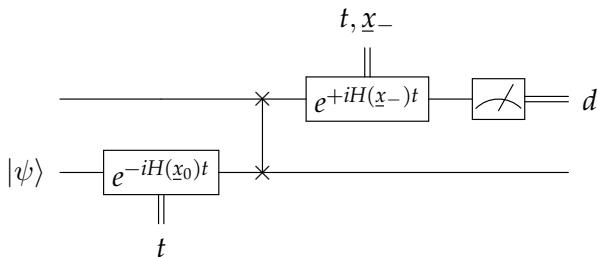 t, x̲₋
e^{+iH(x̲₋)t}
d
|ψ⟩
e^{-iH(x̲₀)t}
t